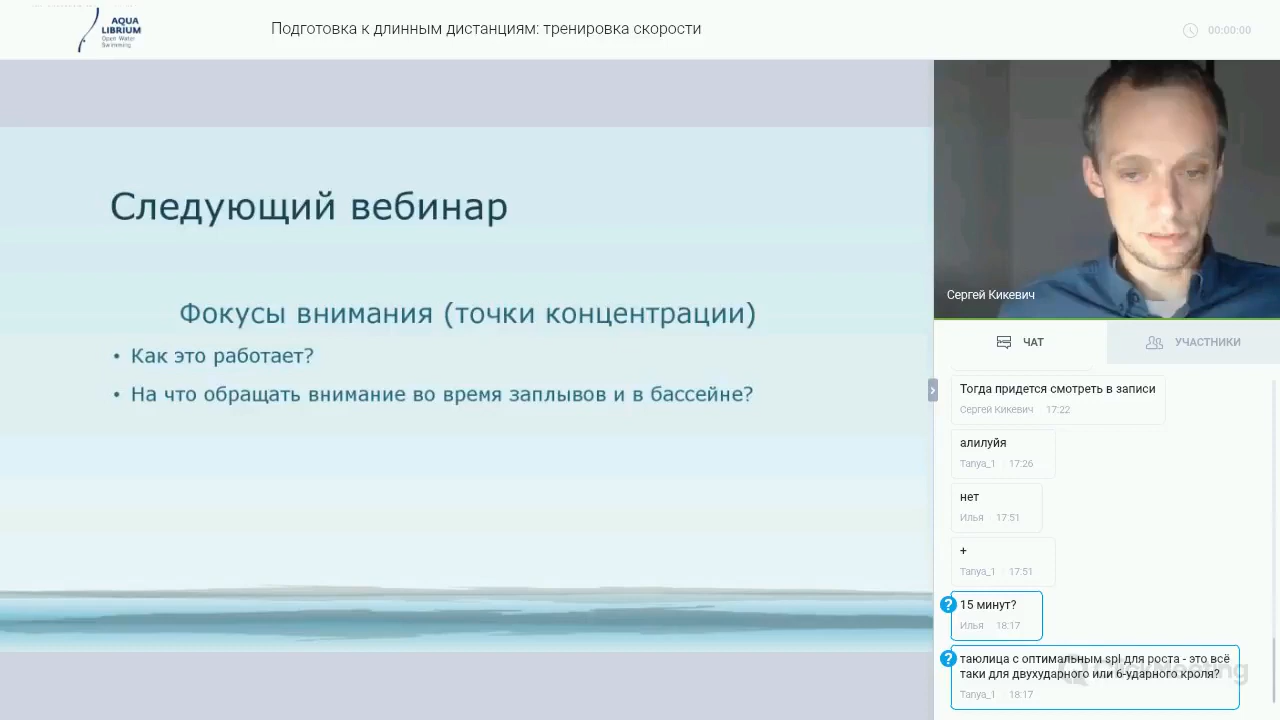 AQUA
LIBRIUM
Open Water
Swimming
Подготовка к длинным дистанциям: тренировка скорости
00:00:00
Следующий вебинар
Фокусы внимания (точки концентрации)
• Как это работает?
• На что обращать внимание во время заплывов и в бассейне?
Сергей Кикевич
ЧАТ
УЧАСТНИКИ
Тогда придется смотреть в записи
Сергей Кикевич 17:22
алилуйя
Tanya_1 17:26
нет
Илья 17:51
+
Tanya_1 17:51
? 15 минут?
Илья 18:17
? таюлица с оптимальным spl для роста - это всё
таки для двухударного или 6-ударного кроля?
Tanya_1 18:17
ClickMeeting